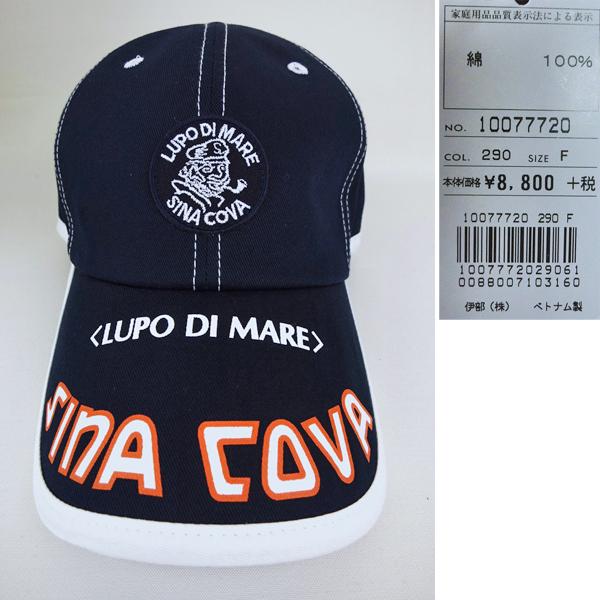 LUPO DI MARE
SINA COVA
<LUPO DI MARE>
SINA COVA
家庭用品品質表示法による表示
綿 100%
NO. 10077720
COL. 290 SIZE F
本体価格 ¥8,800 +税
10077720 290 F
1007772029061
0088007103160
伊部(株) ベトナム製